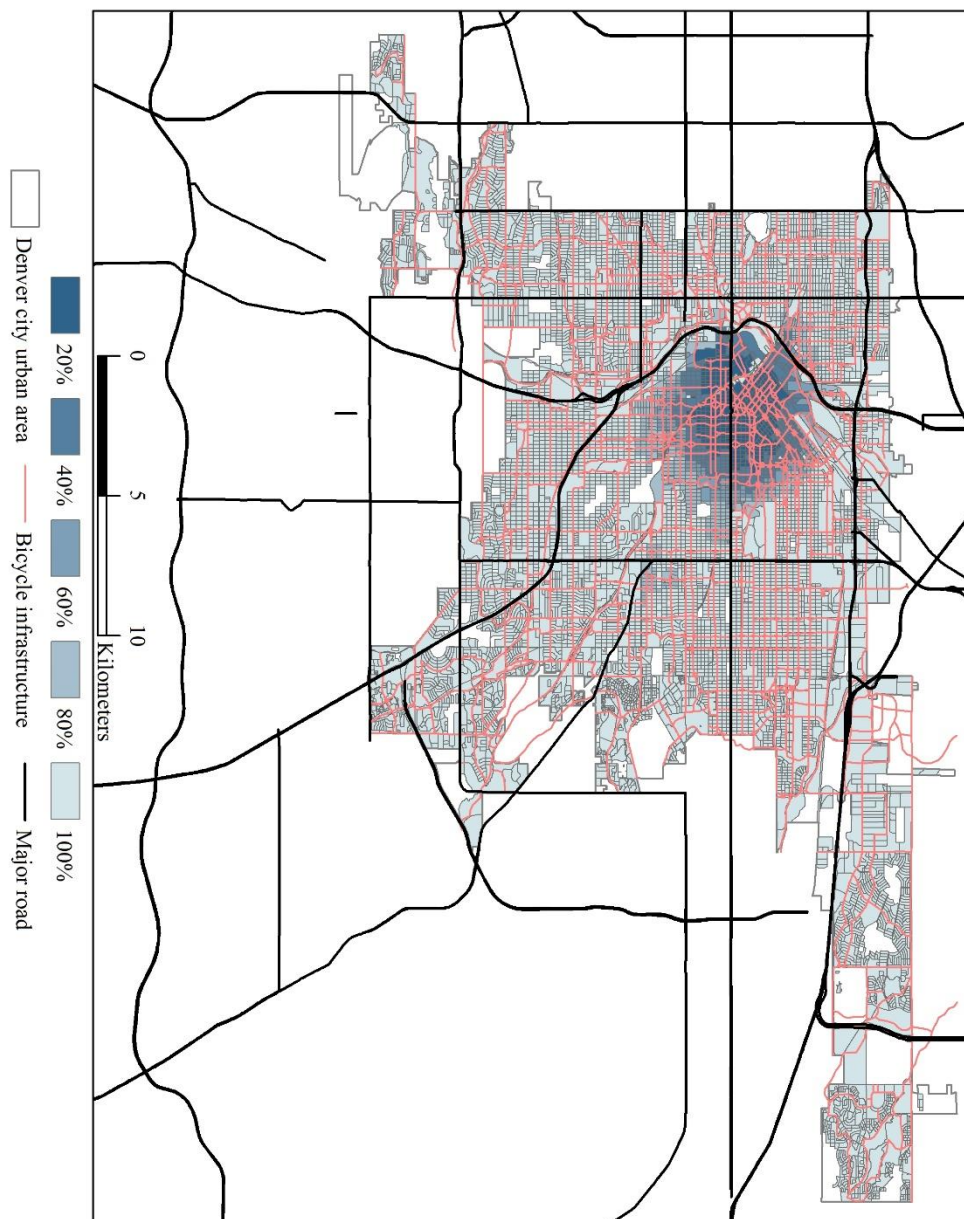 0 5 10
Kilometers
20% 40% 60% 80% 100%
Denver city urban area Bicycle infrastructure Major road